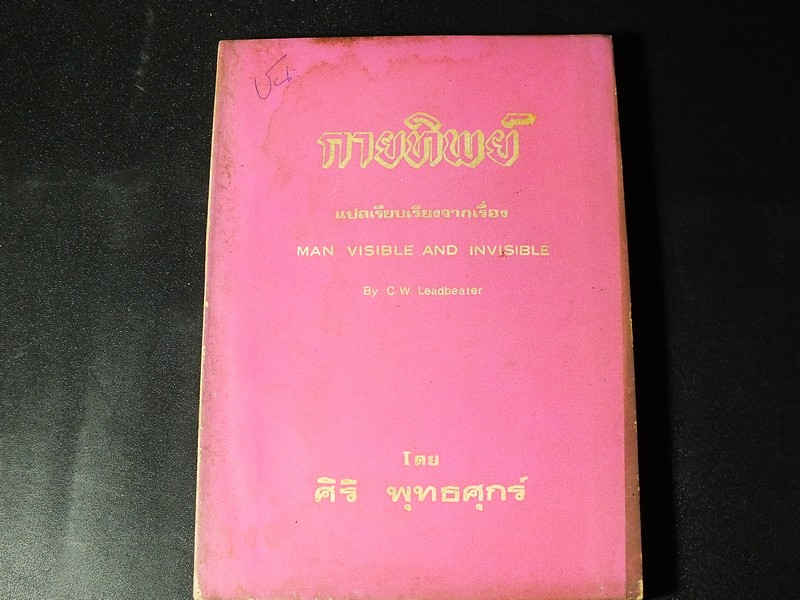 กายทิพย์
แปลเรียบเรียงจากเรื่อง
MAN VISIBLE AND INVISIBLE
By C.W. Leadbeater
โดย
ศิริ พุทธศุกร์